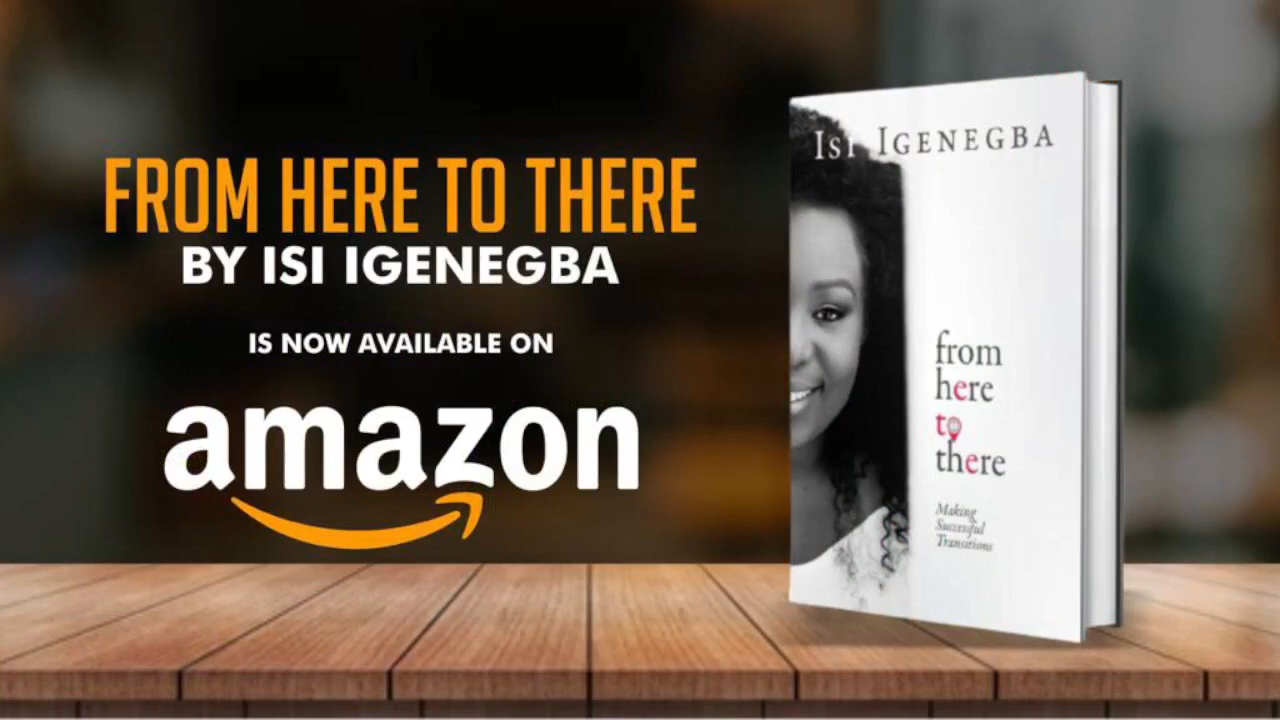 FROM HERE TO THERE
BY ISI IGENEGBA
IS NOW AVAILABLE ON
amazon
ISI IGENEGBA
from
here
to
there
Making
Successful
Transitions